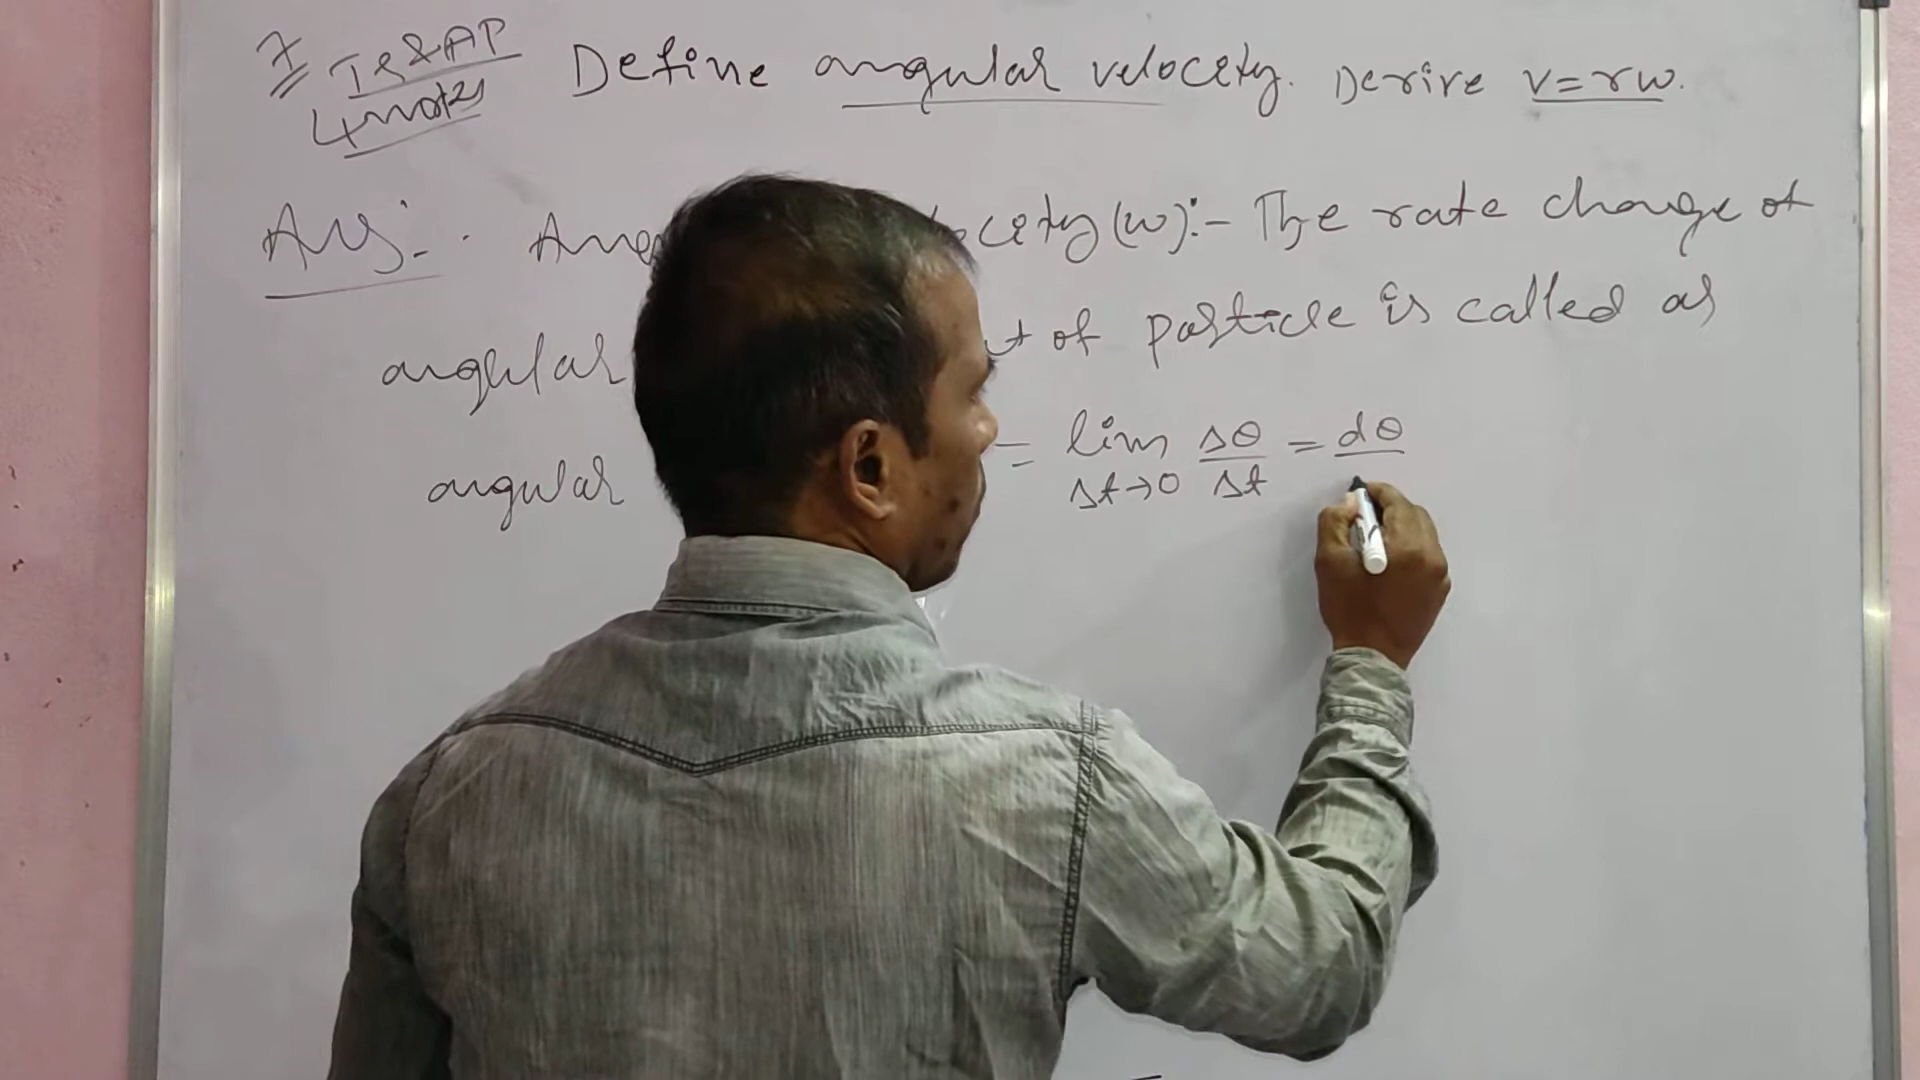 7 TS&AP Define angular velocity. Derive v=rw.
4 marks
Ans:- Ang ocity (w):- The rate change of
angular t of particle is called as
angular = lim Δθ = dθ
Δt→0 Δt